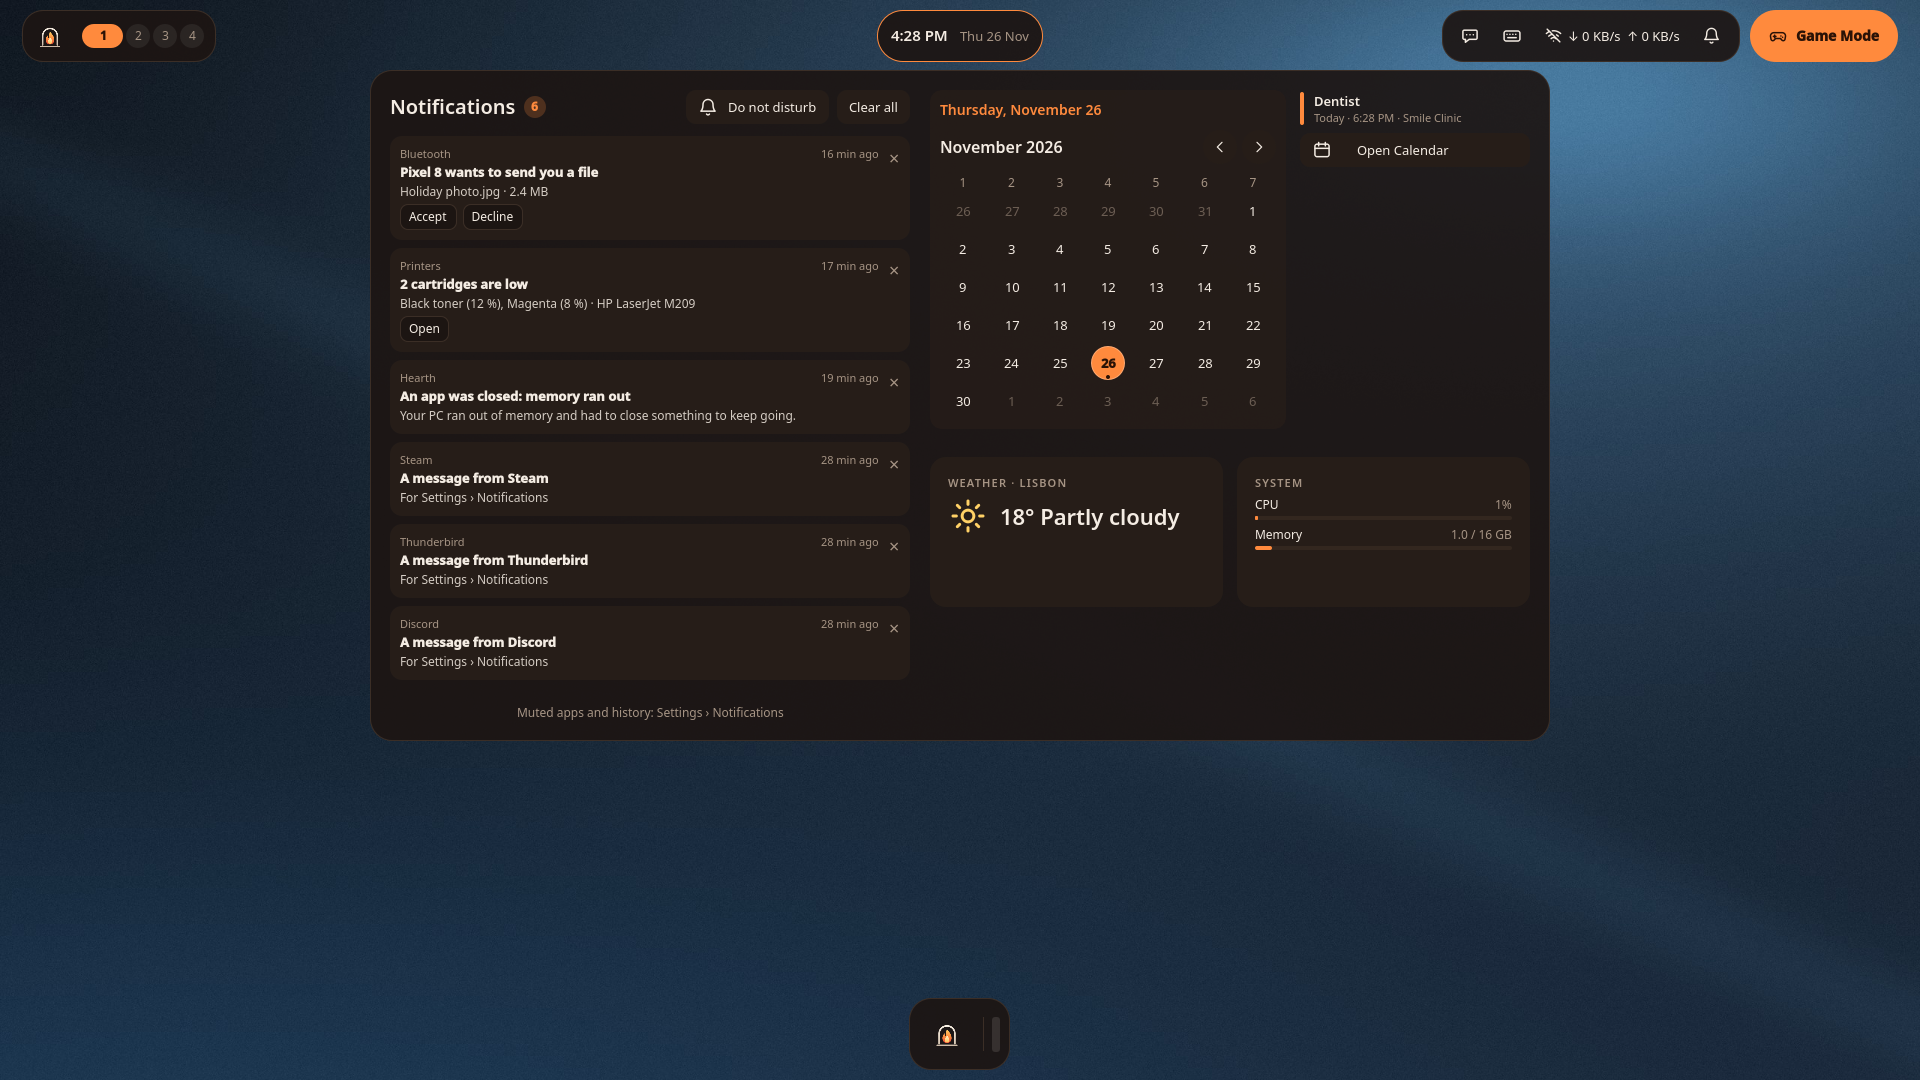 1 2 3 4
4:28 PM Thu 26 Nov
↓ 0 KB/s ↑ 0 KB/s
Game Mode
Notifications 6
Do not disturb
Clear all
Bluetooth 16 min ago ×
Pixel 8 wants to send you a file
Holiday photo.jpg · 2.4 MB
Accept Decline
Printers 17 min ago ×
2 cartridges are low
Black toner (12 %), Magenta (8 %) · HP LaserJet M209
Open
Hearth 19 min ago ×
An app was closed: memory ran out
Your PC ran out of memory and had to close something to keep going.
Steam 28 min ago ×
A message from Steam
For Settings › Notifications
Thunderbird 28 min ago ×
A message from Thunderbird
For Settings › Notifications
Discord 28 min ago ×
A message from Discord
For Settings › Notifications
Muted apps and history: Settings › Notifications
Thursday, November 26
November 2026
1 2 3 4 5 6 7
26 27 28 29 30 31 1
2 3 4 5 6 7 8
9 10 11 12 13 14 15
16 17 18 19 20 21 22
23 24 25 26 27 28 29
30 1 2 3 4 5 6
Dentist
Today · 6:28 PM · Smile Clinic
Open Calendar
WEATHER · LISBON
18° Partly cloudy
SYSTEM
CPU 1%
Memory 1.0 / 16 GB